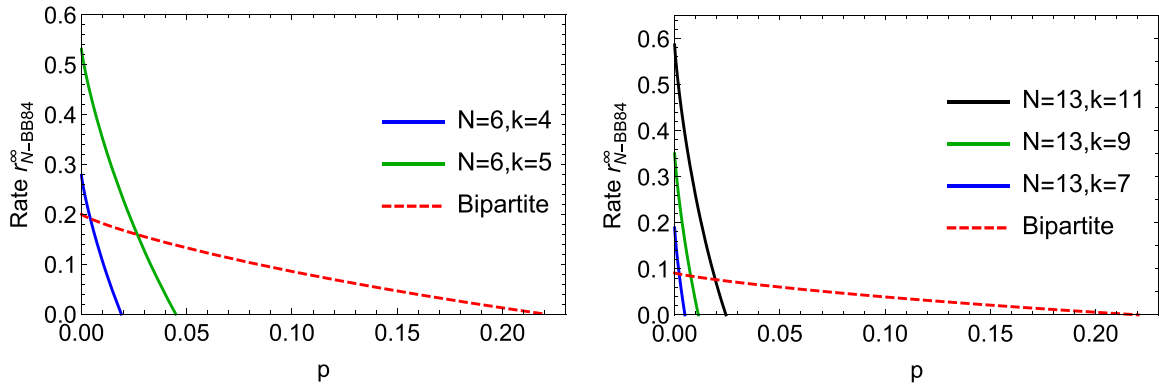 0.6
0.5
0.4
0.3
0.2
0.1
0.0
Rate r∞N−BB84
0.00 0.05 0.10 0.15 0.20
p
N=6,k=4
N=6,k=5
Bipartite
0.6
0.5
0.4
0.3
0.2
0.1
0.0
Rate r∞N−BB84
0.00 0.05 0.10 0.15 0.20
p
N=13,k=11
N=13,k=9
N=13,k=7
Bipartite